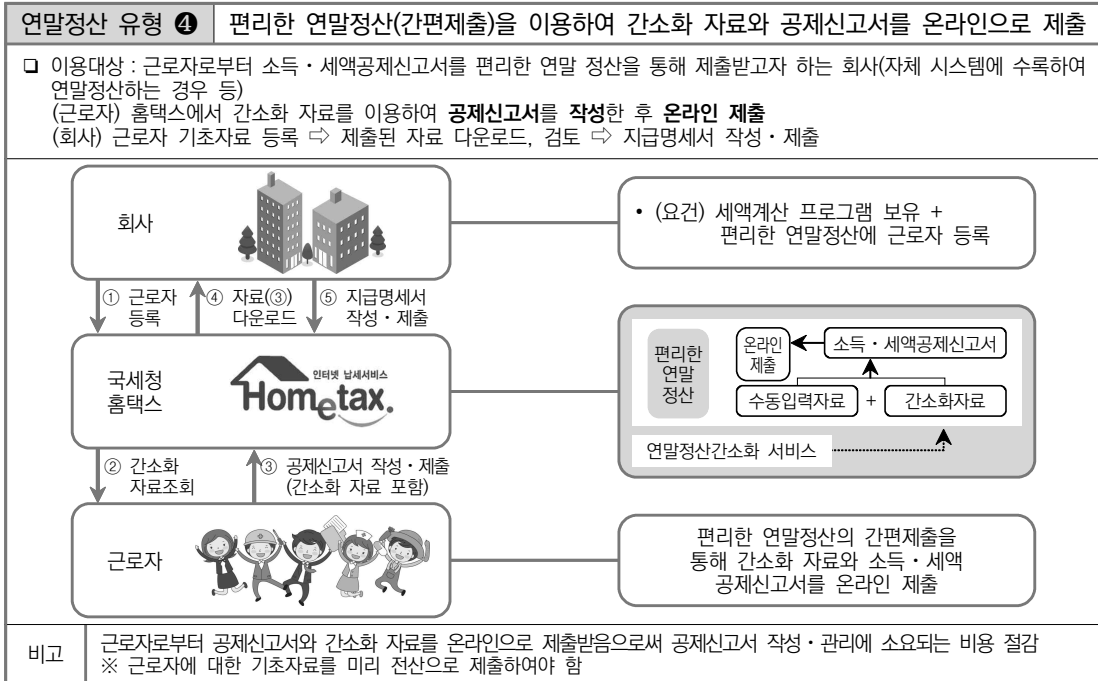 연말정산 유형 ❹ 편리한 연말정산(간편제출)을 이용하여 간소화 자료와 공제신고서를 온라인으로 제출
❑ 이용대상 : 근로자로부터 소득・세액공제신고서를 편리한 연말 정산을 통해 제출받고자 하는 회사(자체 시스템에 수록하여
연말정산하는 경우 등)
(근로자) 홈택스에서 간소화 자료를 이용하여 공제신고서를 작성한 후 온라인 제출
(회사) 근로자 기초자료 등록 ⇨ 제출된 자료 다운로드, 검토 ⇨ 지급명세서 작성・제출
회사
• (요건) 세액계산 프로그램 보유 +
편리한 연말정산에 근로자 등록
① 근로자
등록
④ 자료(③)
다운로드
⑤ 지급명세서
작성・제출
국세청
홈택스
인터넷 납세서비스
Hometax.
편리한
연말
정산
온라인
제출
소득・세액공제신고서
수동입력자료 + 간소화자료
연말정산간소화 서비스
② 간소화
자료조회
③ 공제신고서 작성・제출
(간소화 자료 포함)
근로자
편리한 연말정산의 간편제출을
통해 간소화 자료와 소득・세액
공제신고서를 온라인 제출
비고
근로자로부터 공제신고서와 간소화 자료를 온라인으로 제출받음으로써 공제신고서 작성・관리에 소요되는 비용 절감
※ 근로자에 대한 기초자료를 미리 전산으로 제출하여야 함